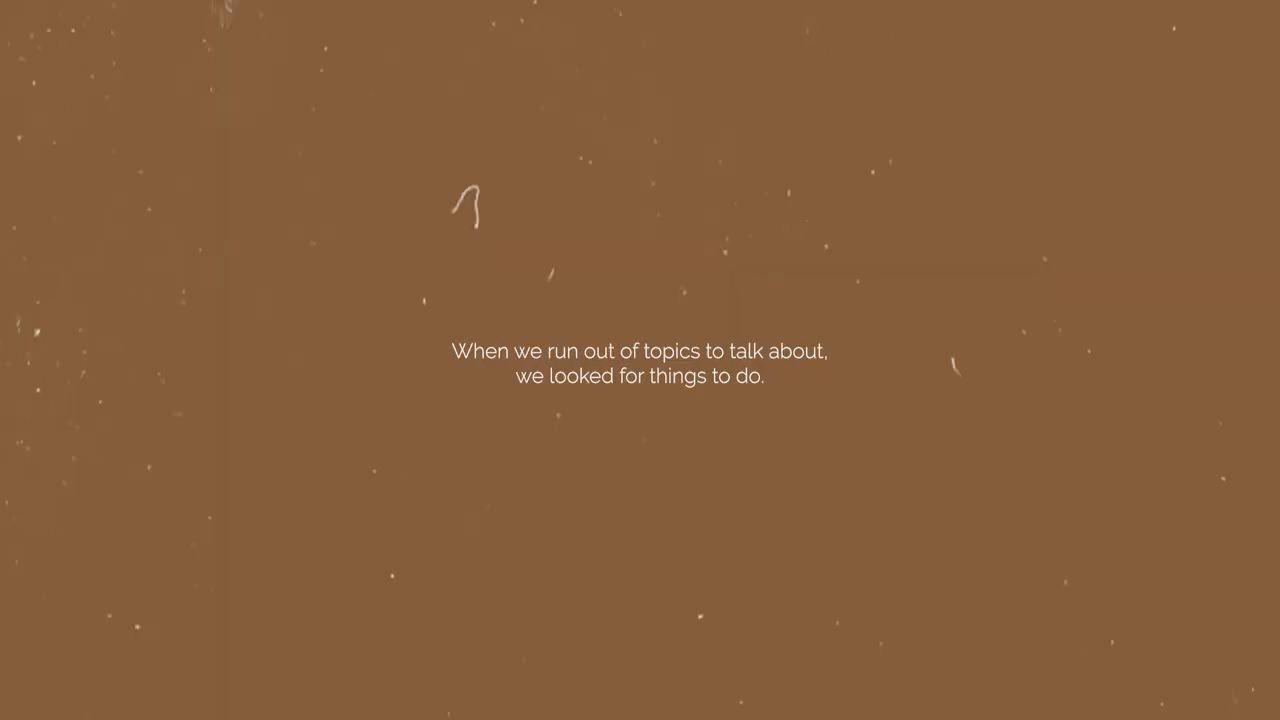 When we run out of topics to talk about,
we looked for things to do.